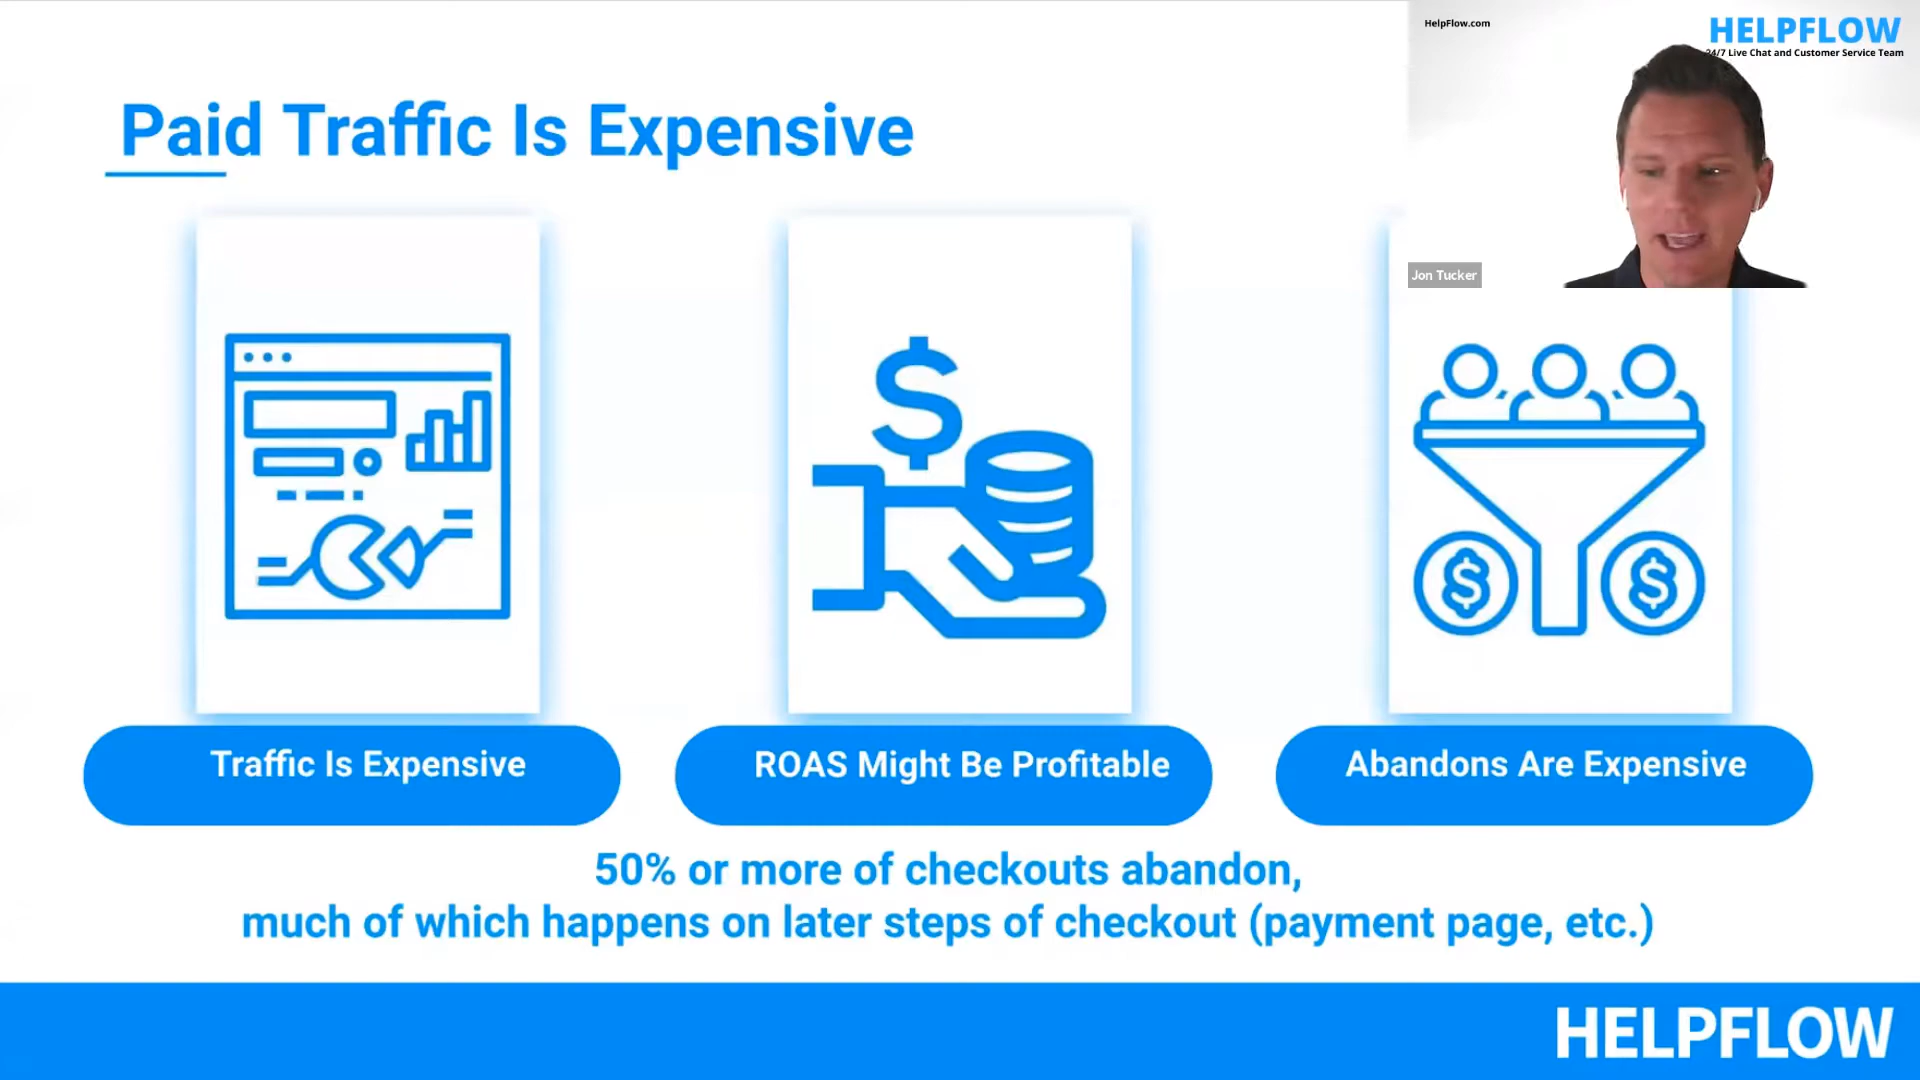 HelpFlow.com
HELPFLOW
24/7 Live Chat and Customer Service Team
Paid Traffic Is Expensive
Jon Tucker
Traffic Is Expensive
ROAS Might Be Profitable
Abandons Are Expensive
50% or more of checkouts abandon,
much of which happens on later steps of checkout (payment page, etc.)
HELPFLOW